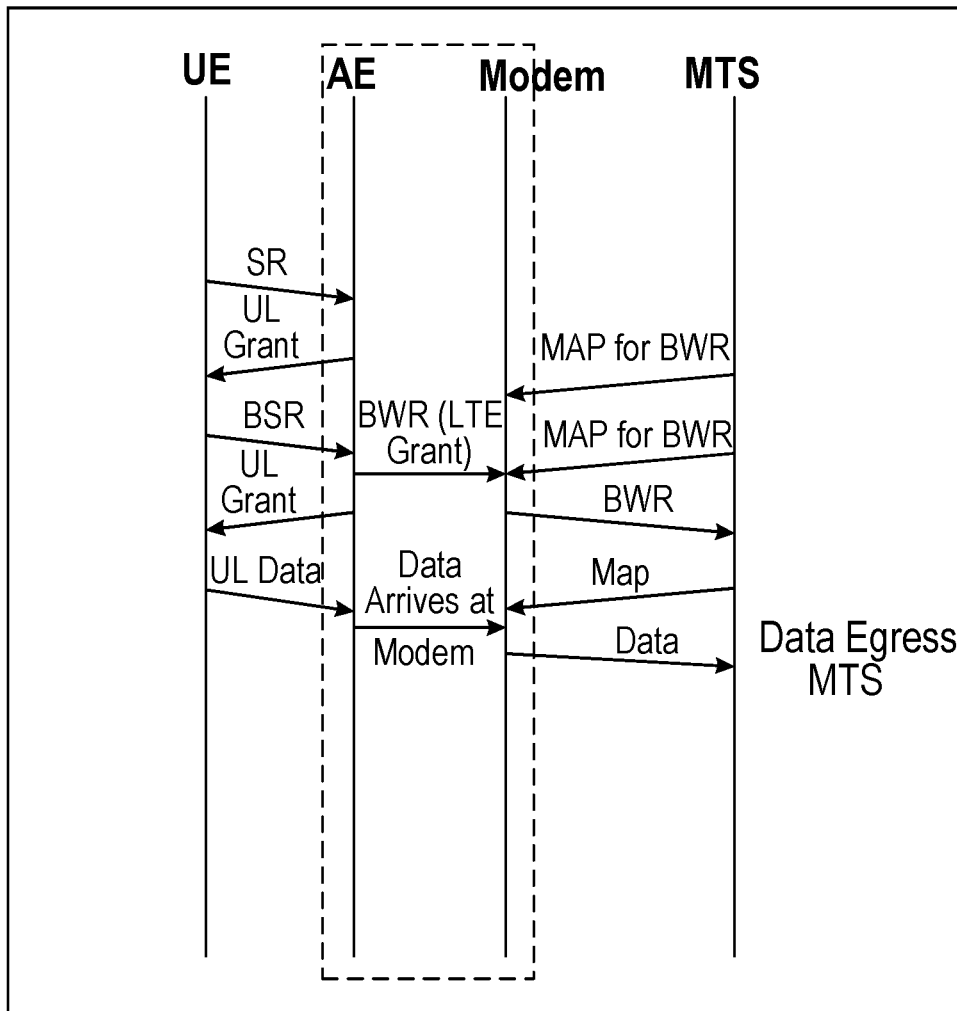 UE AE Modem MTS
SR
UL
Grant
MAP for BWR
BSR
BWR (LTE
Grant)
MAP for BWR
UL
Grant
BWR
UL Data
Data
Arrives at
Modem
Map
Data
Data Egress
MTS